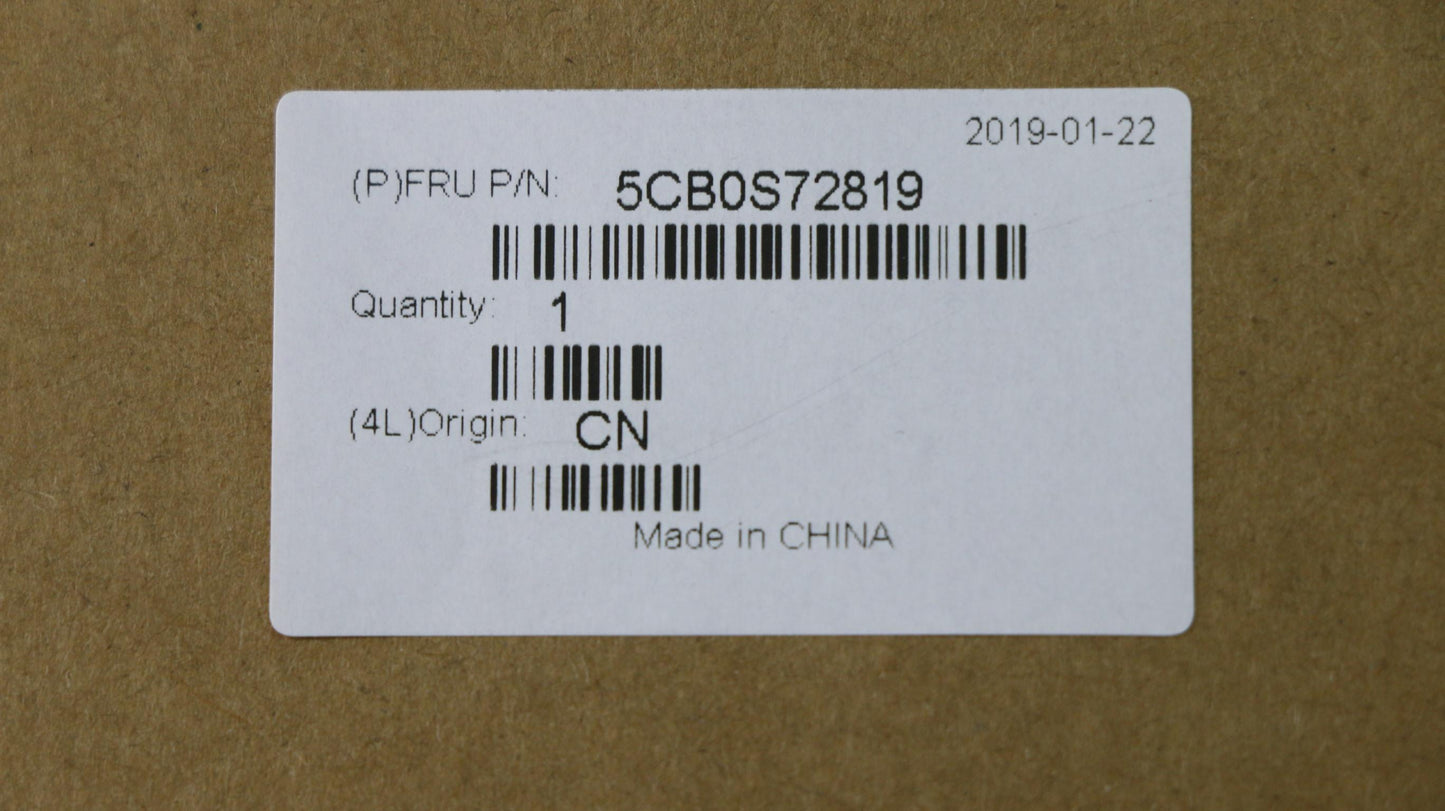 2019-01-22
(P)FRU P/N: 5CB0S72819
Quantity: 1
(4L)Origin: CN
Made in CHINA